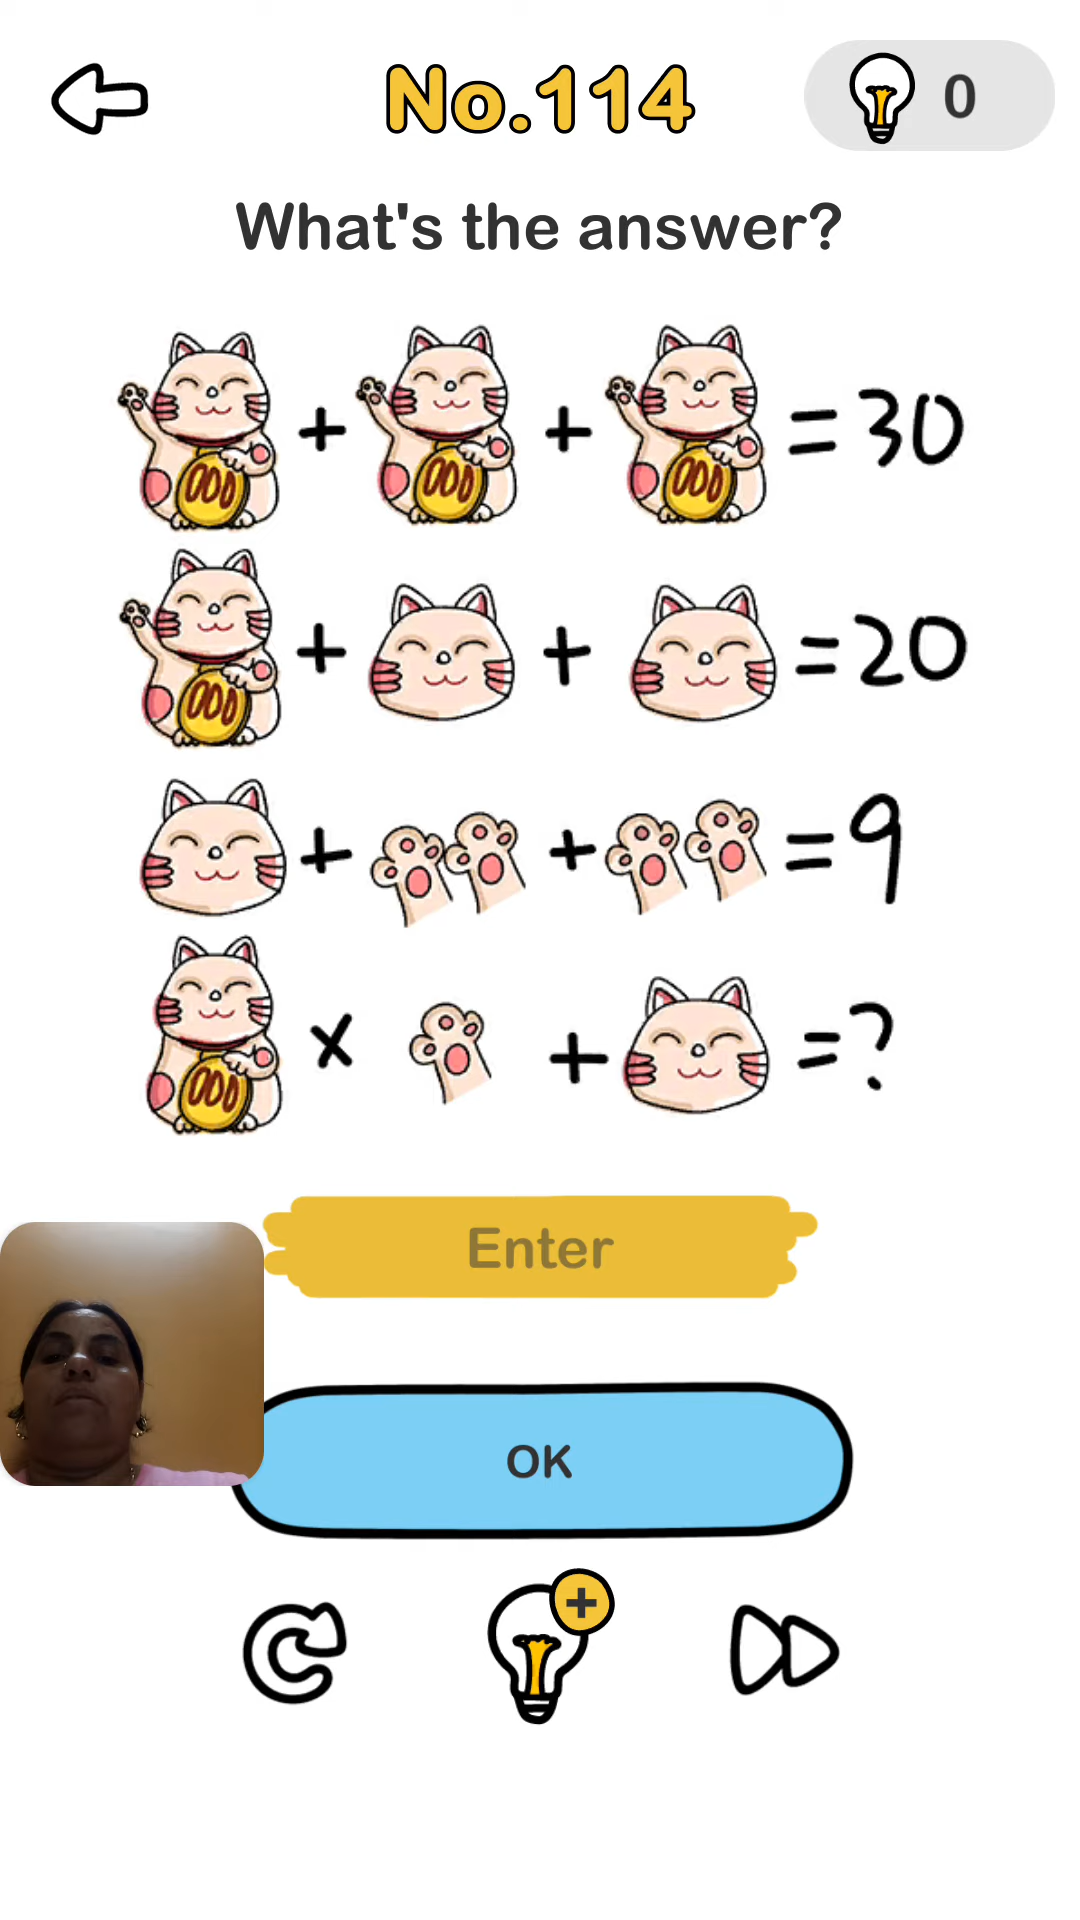 No.114
0
What's the answer?
+ + = 30
+ + = 20
+ + = 9
x + = ?
Enter
OK